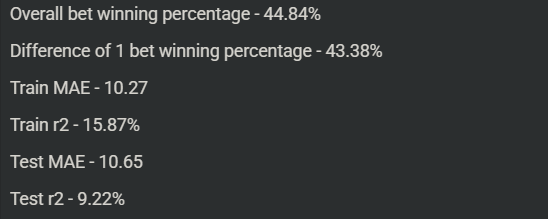 Overall bet winning percentage - 44.84%
Difference of 1 bet winning percentage - 43.38%
Train MAE - 10.27
Train r2 - 15.87%
Test MAE - 10.65
Test r2 - 9.22%